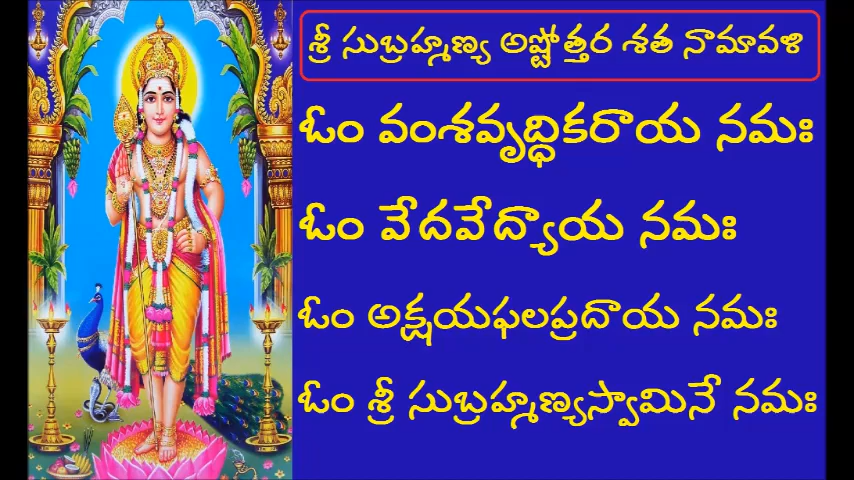 శ్రీ సుబ్రహ్మణ్య అష్టోత్తర శత నామావళి
ఓం వంశవృద్ధికరాయ నమః
ఓం వేదవేద్యాయ నమః
ఓం అక్షయఫలప్రదాయ నమః
ఓం శ్రీ సుబ్రహ్మణ్యస్వామినే నమః